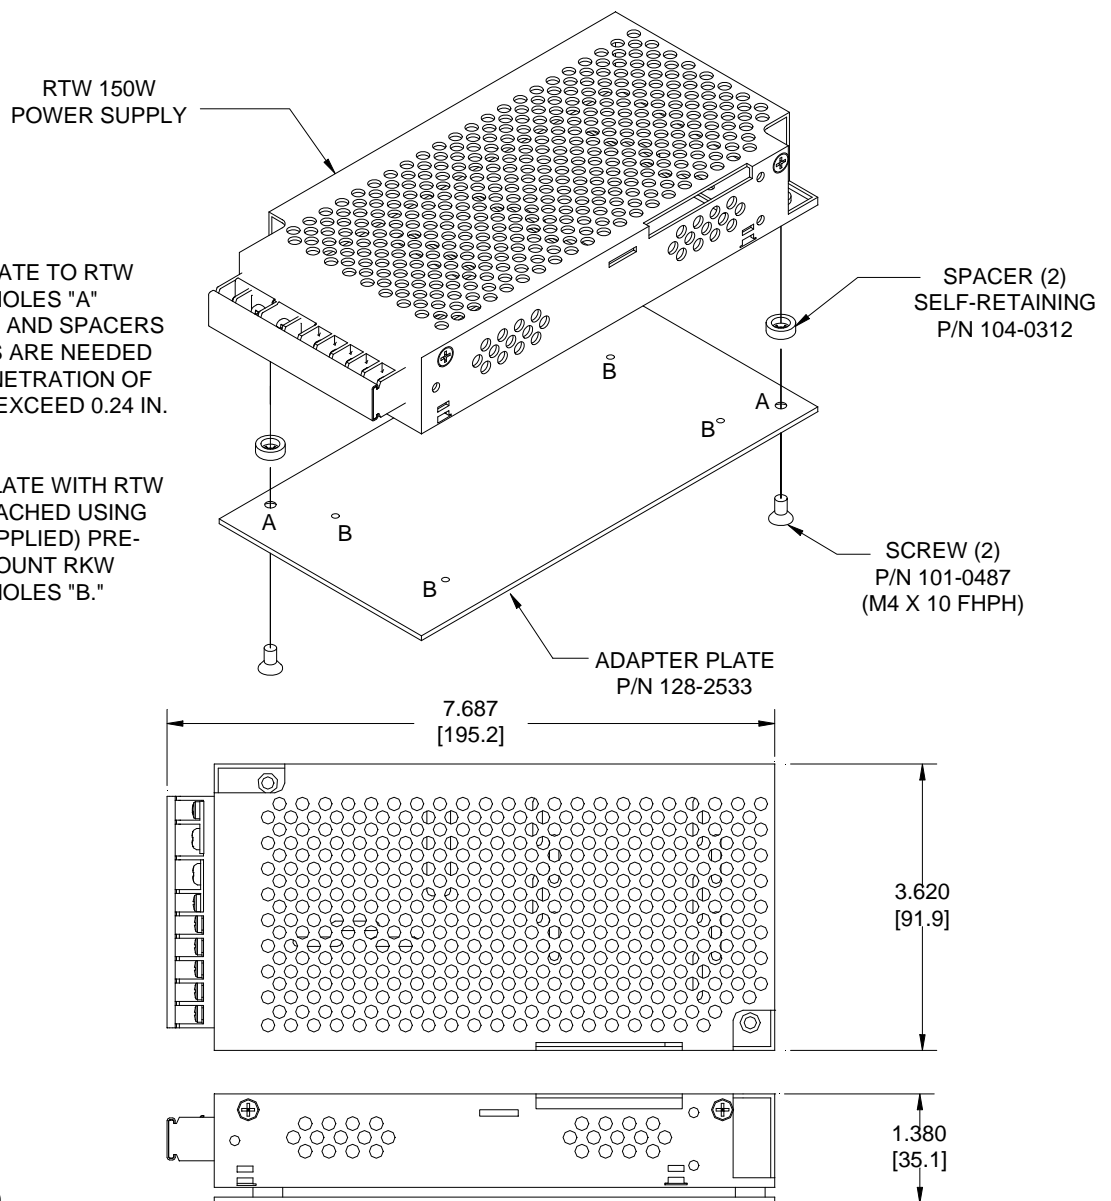 RTW 150W
POWER SUPPLY
ATE TO RTW
HOLES "A"
AND SPACERS
S ARE NEEDED
NETRATION OF
EXCEED 0.24 IN.
SPACER (2)
SELF-RETAINING
P/N 104-0312
B
A
B
LATE WITH RTW
ACHED USING
PPLIED) PRE-
OUNT RKW
HOLES "B."
A
B
B
SCREW (2)
P/N 101-0487
(M4 X 10 FHPH)
ADAPTER PLATE
P/N 128-2533
7.687
[195.2]
3.620
[91.9]
1.380
[35.1]